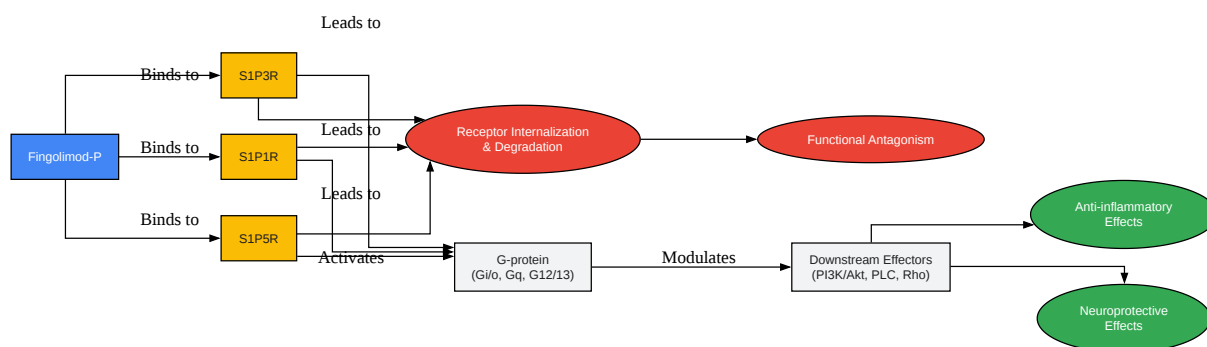 Leads to
Binds to
S1P3R
Fingolimod-P
Binds to
S1P1R
Leads to
Receptor Internalization
& Degradation
Functional Antagonism
Leads to
Binds to
S1P5R
Activates
G-protein
(Gi/o, Gq, G12/13)
Modulates
Downstream Effectors
(PI3K/Akt, PLC, Rho)
Anti-inflammatory
Effects
Neuroprotective
Effects